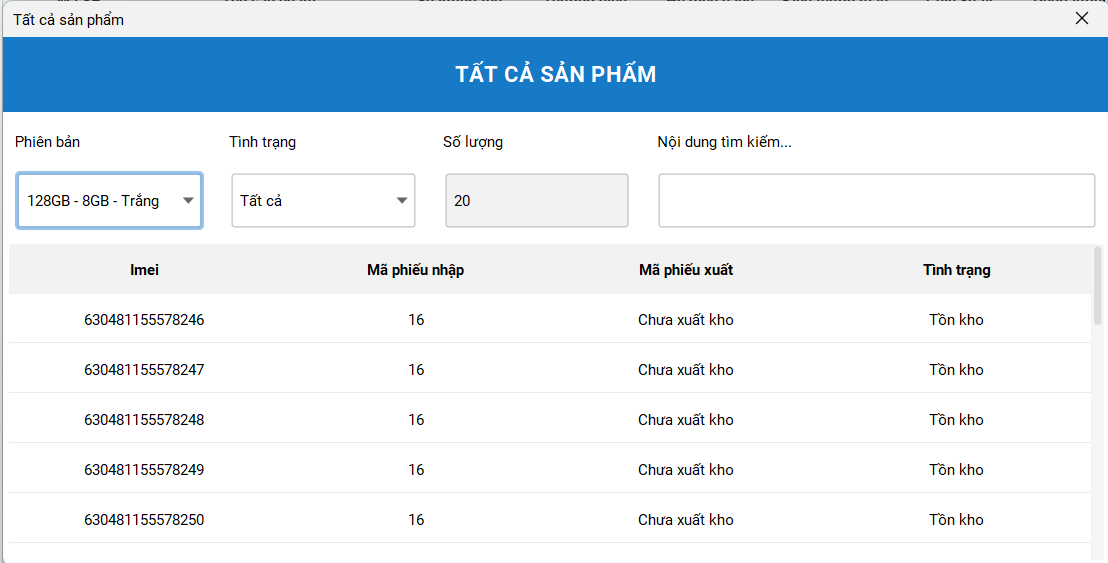 Tất cả sản phẩm
TẤT CẢ SẢN PHẨM
Phiên bản Tình trạng Số lượng Nội dung tìm kiếm...
128GB - 8GB - Trắng Tất cả 20
Imei Mã phiếu nhập Mã phiếu xuất Tình trạng
630481155578246 16 Chưa xuất kho Tồn kho
630481155578247 16 Chưa xuất kho Tồn kho
630481155578248 16 Chưa xuất kho Tồn kho
630481155578249 16 Chưa xuất kho Tồn kho
630481155578250 16 Chưa xuất kho Tồn kho